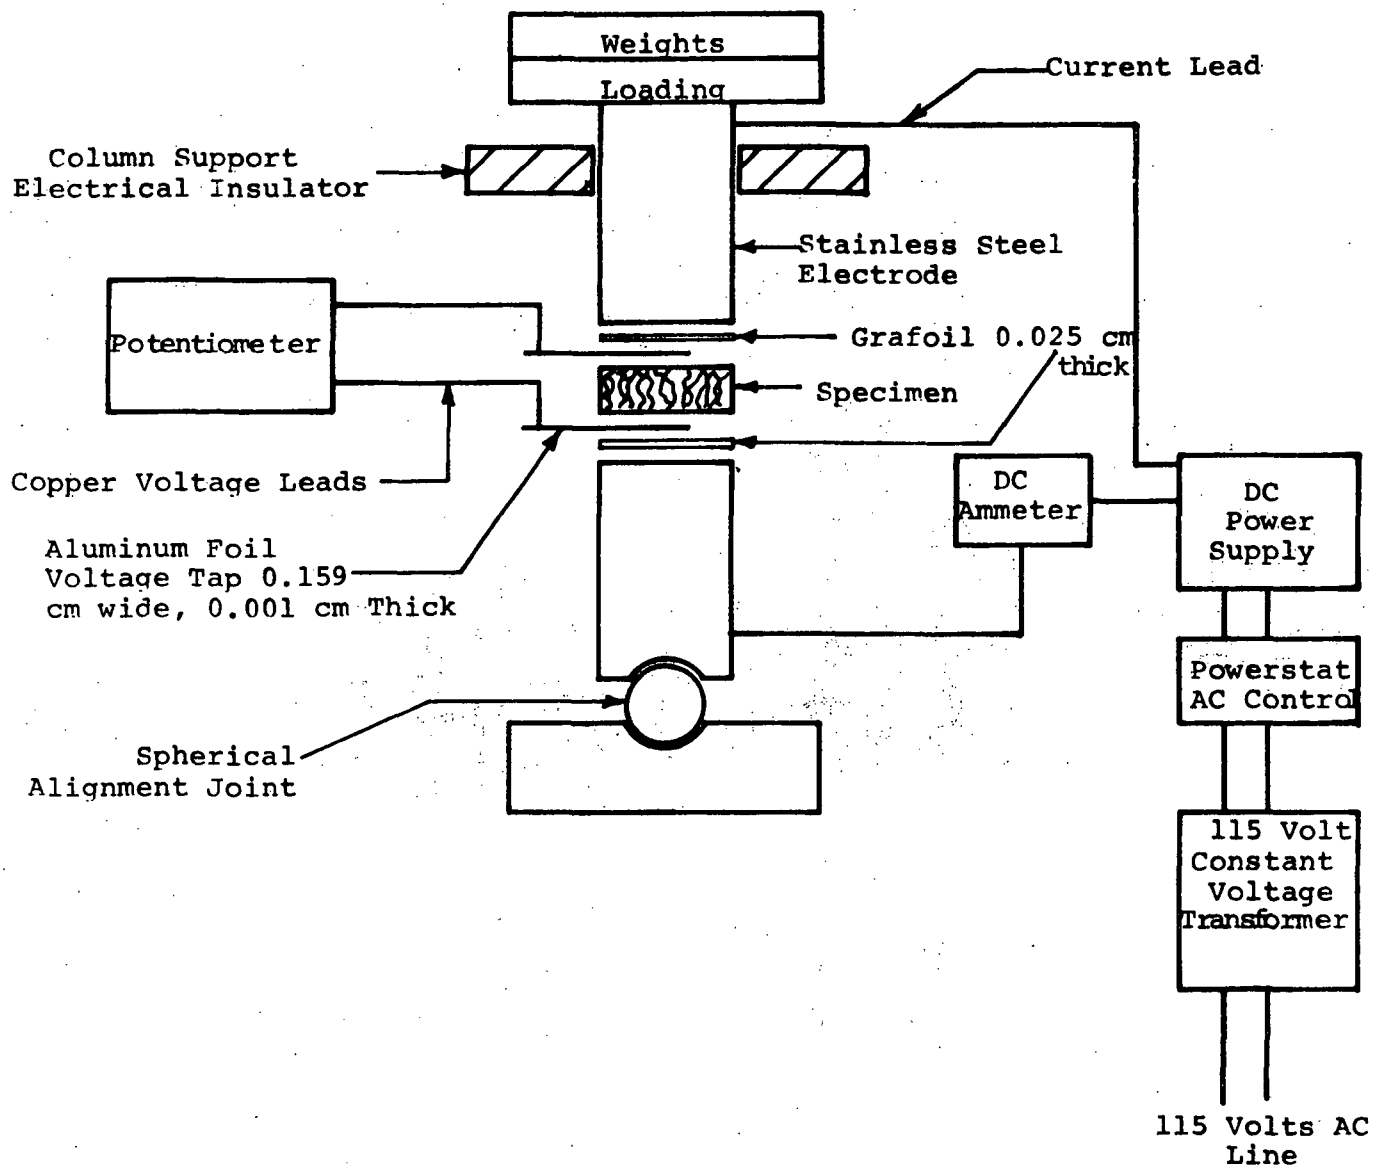 Weights
Loading
Current Lead
Column Support
Electrical Insulator
Stainless Steel
Electrode
Potentiometer
Grafoil 0.025 cm
thick
Specimen
Copper Voltage Leads
DC
Ammeter
DC
Power
Supply
Aluminum Foil
Voltage Tap 0.159
cm wide, 0.001 cm Thick
Powerstat
AC Control
Spherical
Alignment Joint
115 Volt
Constant
Voltage
Transformer
115 Volts AC
Line